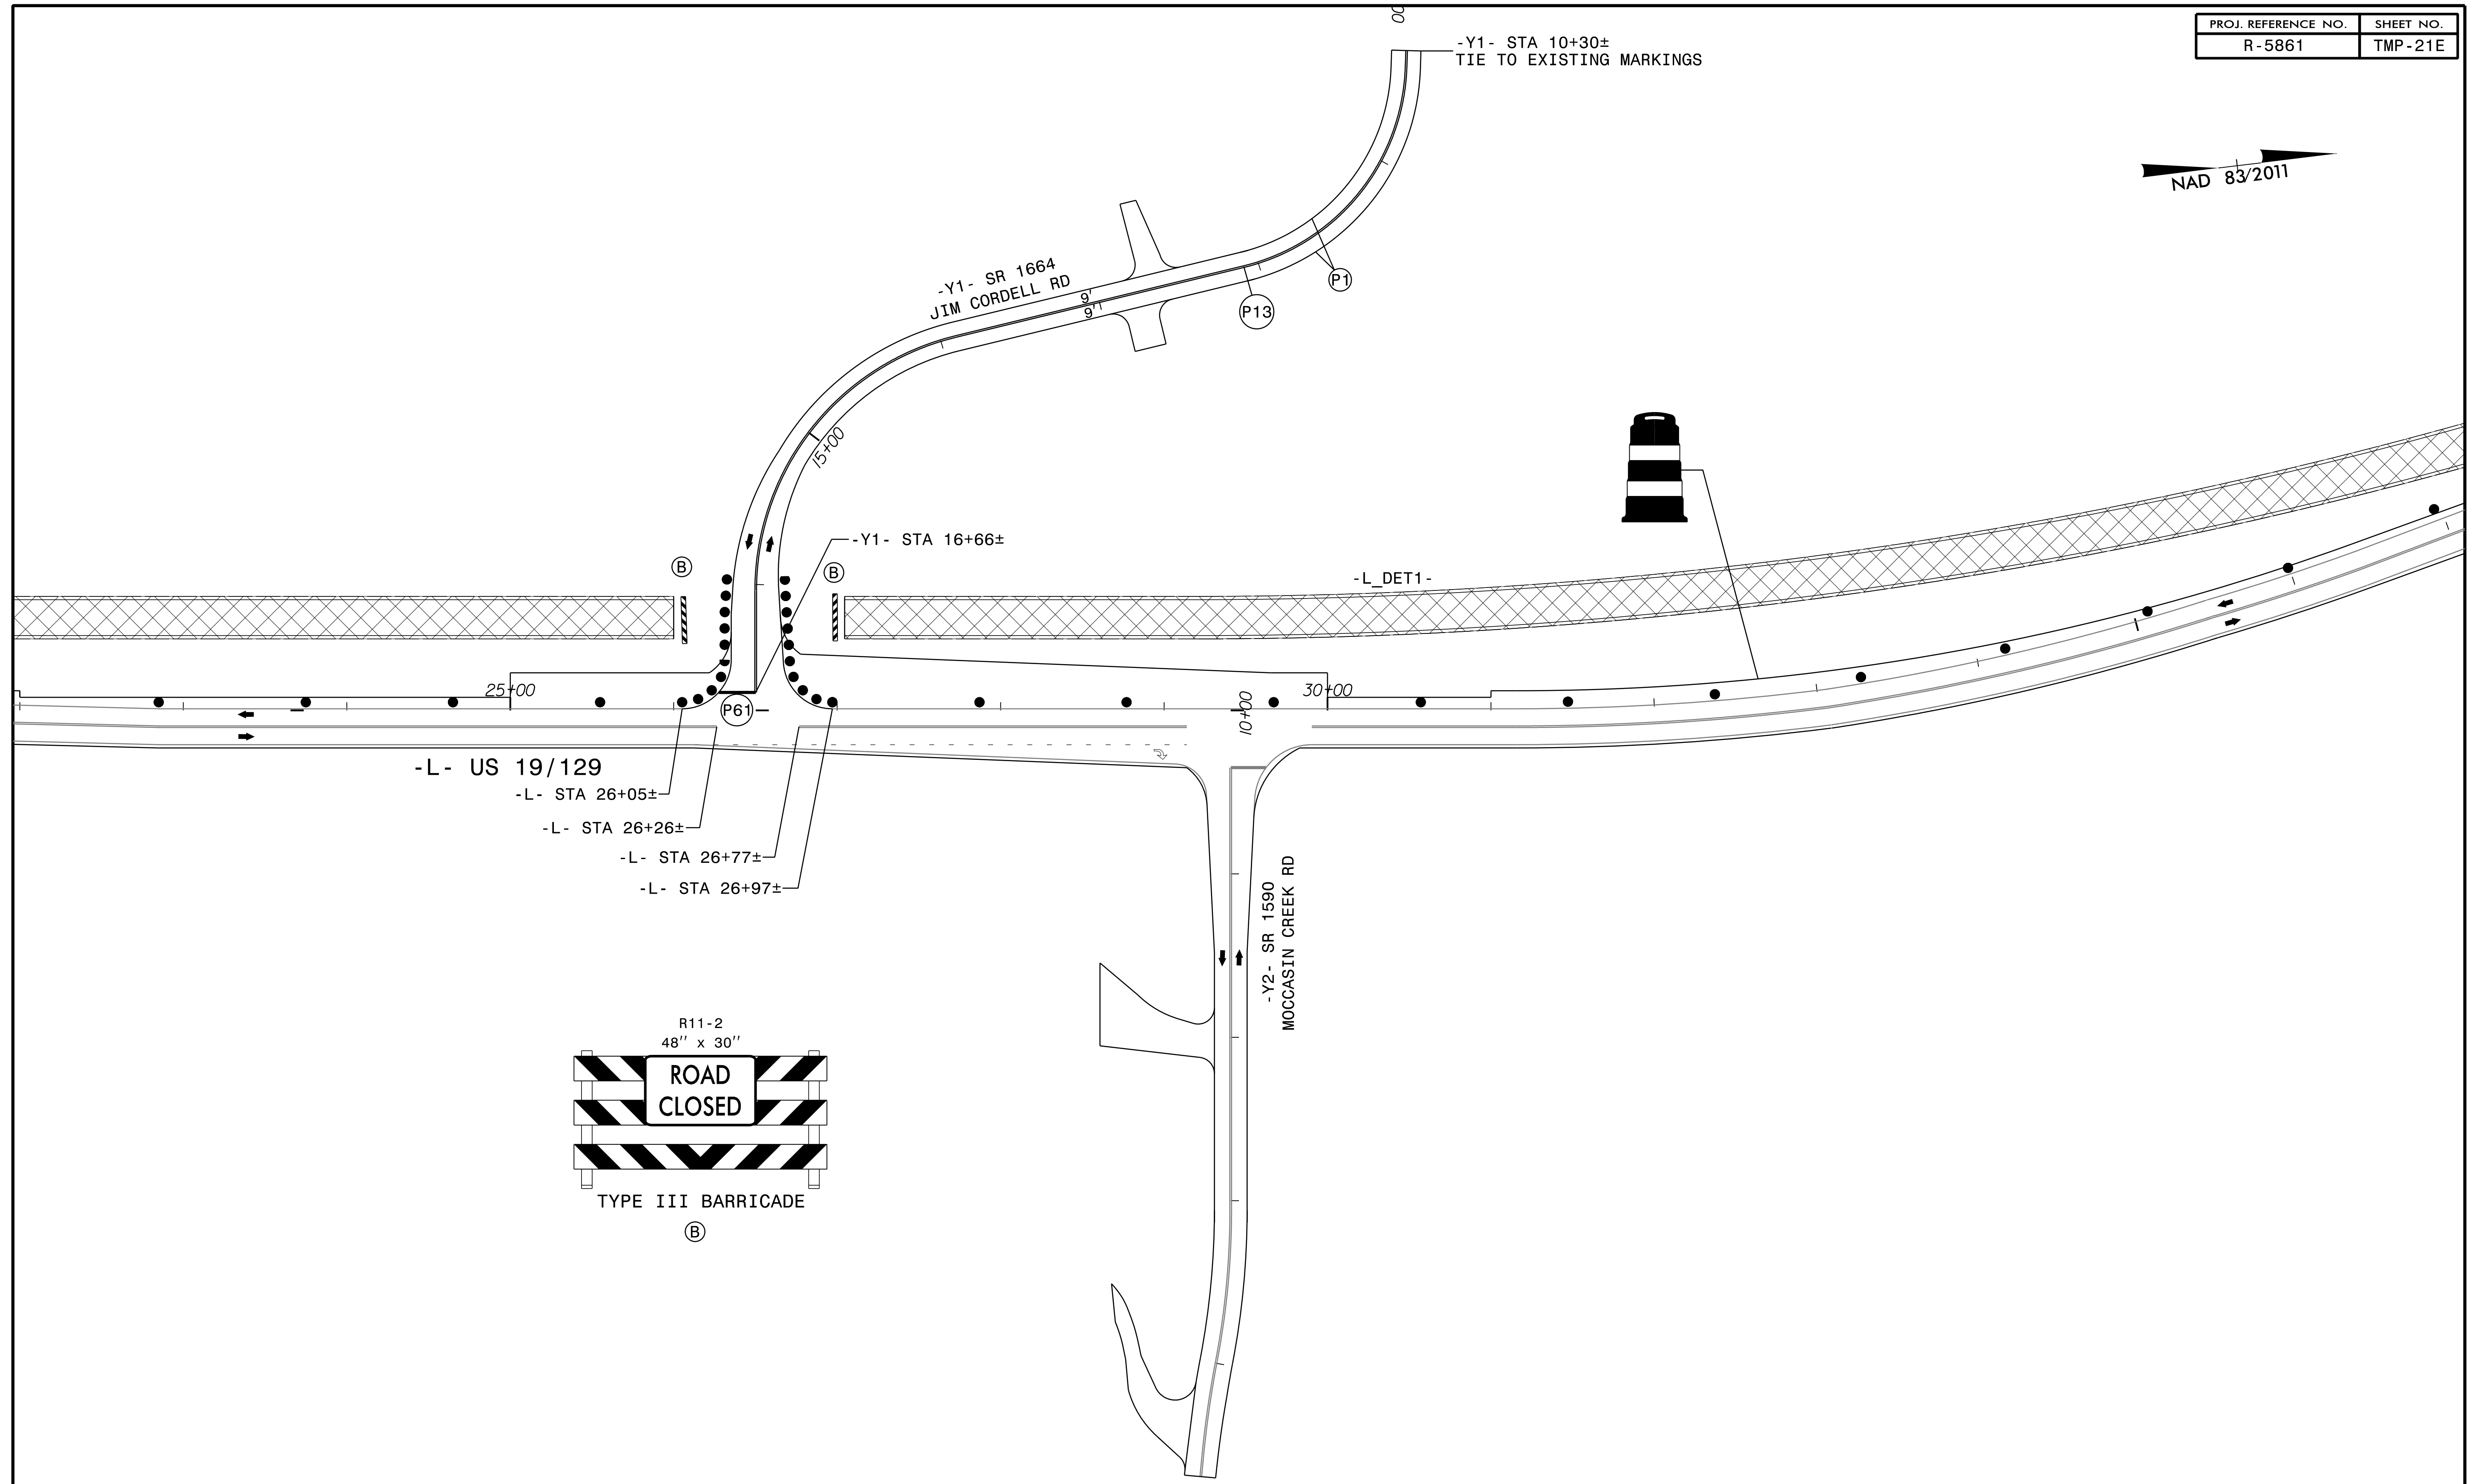 PROJ. REFERENCE NO.
SHEET NO.
R-5861
TMP-21E
00
-Y1- STA 10+30±
TIE TO EXISTING MARKINGS
NAD 83/2011
-Y1- SR 1664
JIM CORDELL RD
9'
9'
P1
P13
15+00
-Y1- STA 16+66±
B
B
-L_DET1-
25+00
P61
10+00
30+00
-L- US 19/129
-L- STA 26+05±
-L- STA 26+26±
-L- STA 26+77±
-L- STA 26+97±
-Y2- SR 1590
MOCCASIN CREEK RD
R11-2
48'' x 30''
ROAD
CLOSED
TYPE III BARRICADE
B